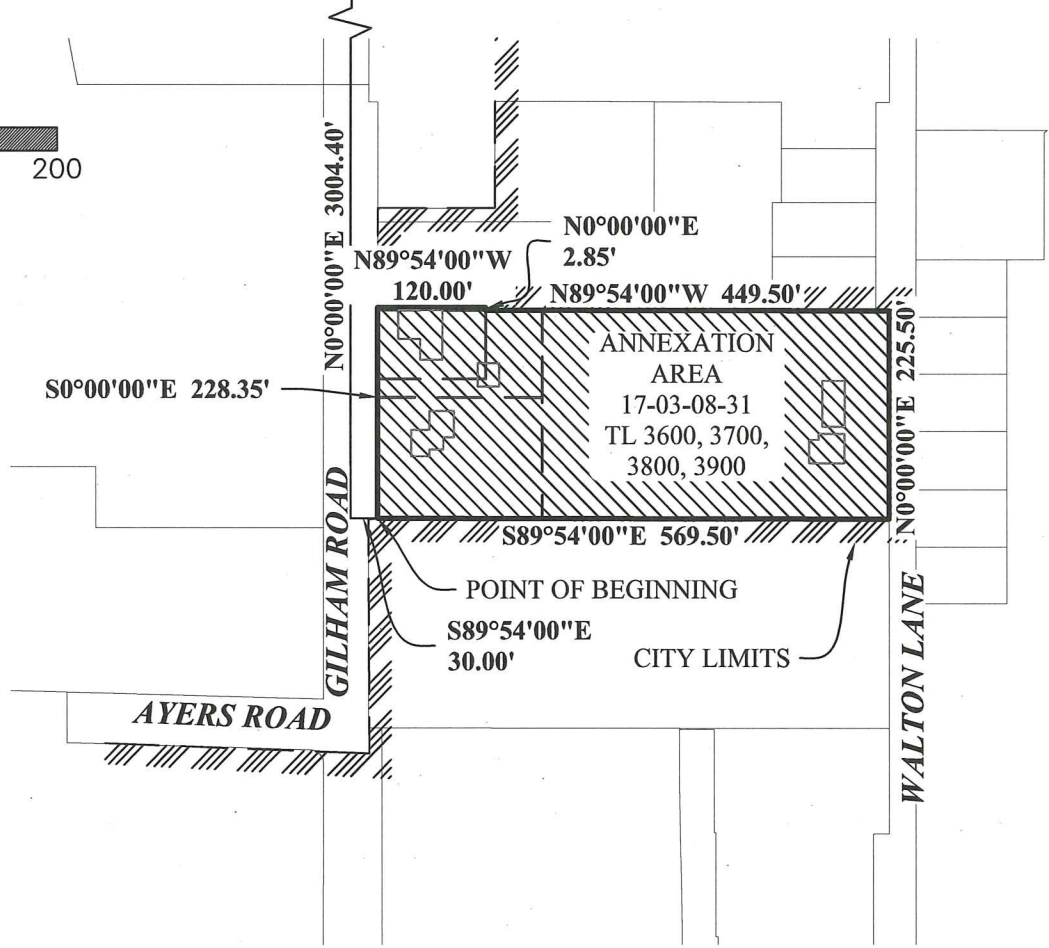 200
N0°00'00"E 3004.40'
N0°00'00"E
2.85'
N89°54'00"W
120.00'
N89°54'00"W 449.50'
S0°00'00"E 228.35'
ANNEXATION
AREA
17-03-08-31
TL 3600, 3700,
3800, 3900
N0°00'00"E 225.50'
S89°54'00"E 569.50'
GILHAM ROAD
POINT OF BEGINNING
S89°54'00"E
30.00'
CITY LIMITS
AYERS ROAD
WALTON LANE